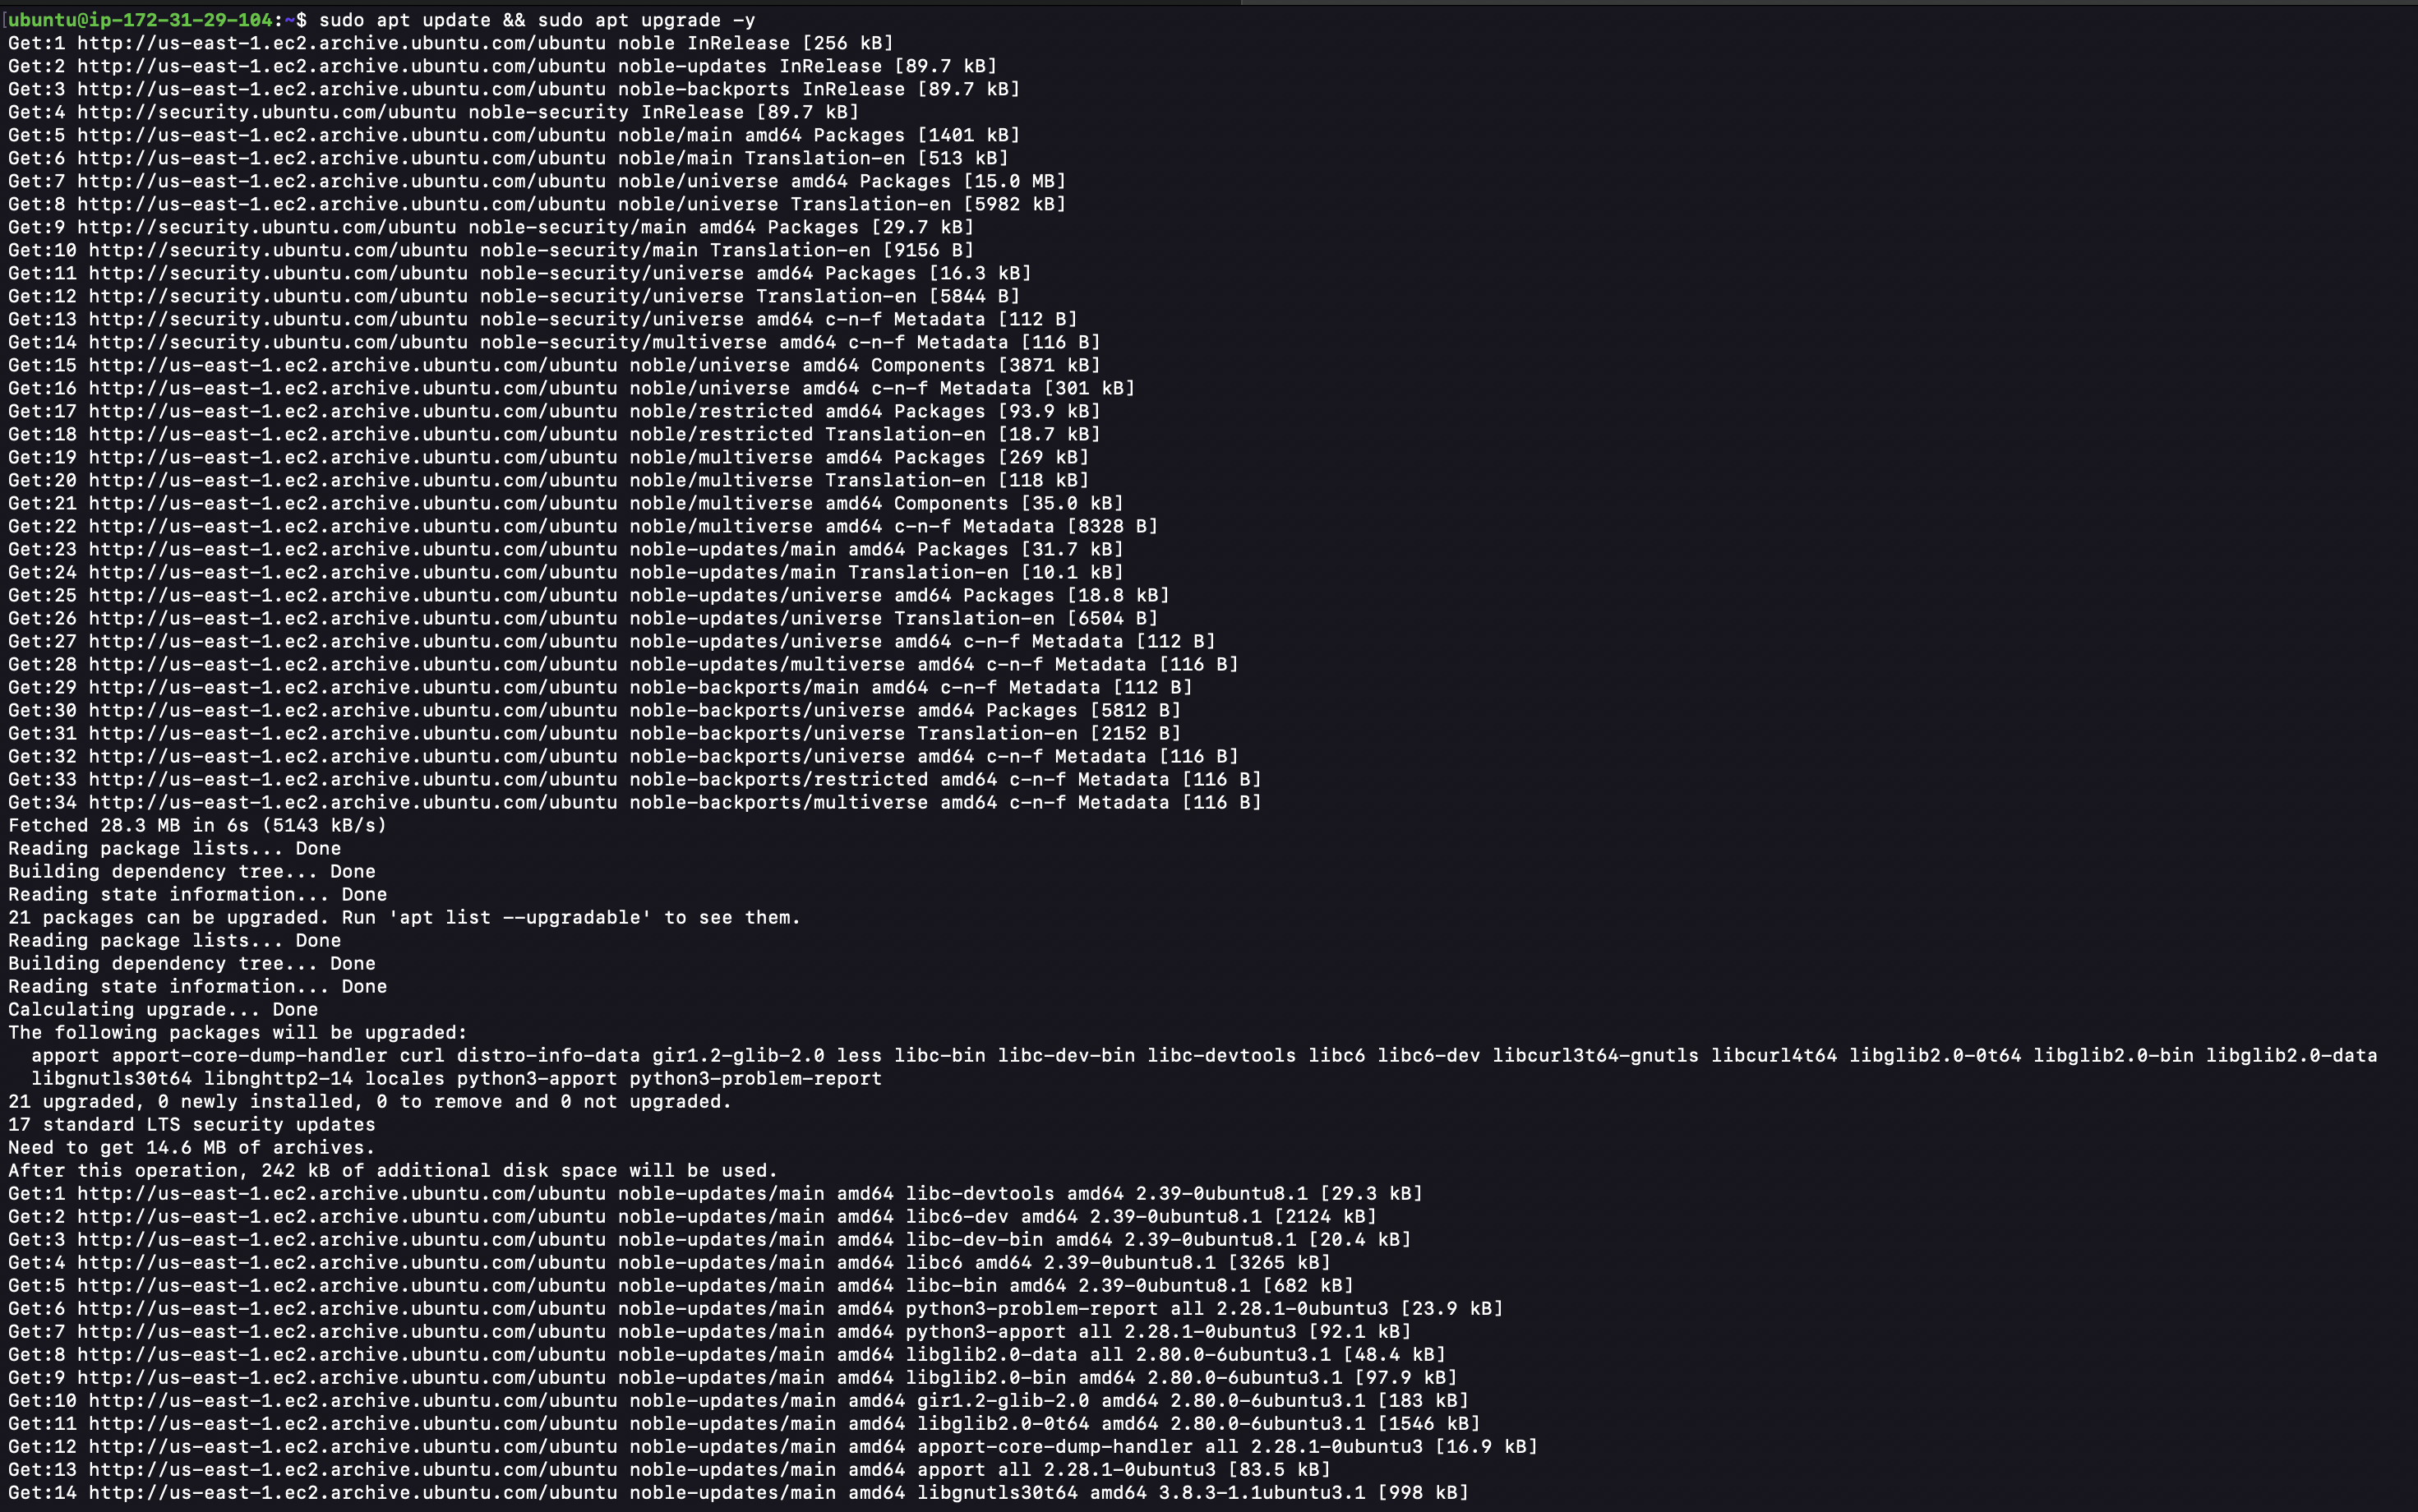 [ubuntu@ip-172-31-29-104:~$ sudo apt update && sudo apt upgrade -y
Get:1 http://us-east-1.ec2.archive.ubuntu.com/ubuntu noble InRelease [256 kB]
Get:2 http://us-east-1.ec2.archive.ubuntu.com/ubuntu noble-updates InRelease [89.7 kB]
Get:3 http://us-east-1.ec2.archive.ubuntu.com/ubuntu noble-backports InRelease [89.7 kB]
Get:4 http://security.ubuntu.com/ubuntu noble-security InRelease [89.7 kB]
Get:5 http://us-east-1.ec2.archive.ubuntu.com/ubuntu noble/main amd64 Packages [1401 kB]
Get:6 http://us-east-1.ec2.archive.ubuntu.com/ubuntu noble/main Translation-en [513 kB]
Get:7 http://us-east-1.ec2.archive.ubuntu.com/ubuntu noble/universe amd64 Packages [15.0 MB]
Get:8 http://us-east-1.ec2.archive.ubuntu.com/ubuntu noble/universe Translation-en [5982 kB]
Get:9 http://security.ubuntu.com/ubuntu noble-security/main amd64 Packages [29.7 kB]
Get:10 http://security.ubuntu.com/ubuntu noble-security/main Translation-en [9156 B]
Get:11 http://security.ubuntu.com/ubuntu noble-security/universe amd64 Packages [16.3 kB]
Get:12 http://security.ubuntu.com/ubuntu noble-security/universe Translation-en [5844 B]
Get:13 http://security.ubuntu.com/ubuntu noble-security/universe amd64 c-n-f Metadata [112 B]
Get:14 http://security.ubuntu.com/ubuntu noble-security/multiverse amd64 c-n-f Metadata [116 B]
Get:15 http://us-east-1.ec2.archive.ubuntu.com/ubuntu noble/universe amd64 Components [3871 kB]
Get:16 http://us-east-1.ec2.archive.ubuntu.com/ubuntu noble/universe amd64 c-n-f Metadata [301 kB]
Get:17 http://us-east-1.ec2.archive.ubuntu.com/ubuntu noble/restricted amd64 Packages [93.9 kB]
Get:18 http://us-east-1.ec2.archive.ubuntu.com/ubuntu noble/restricted Translation-en [18.7 kB]
Get:19 http://us-east-1.ec2.archive.ubuntu.com/ubuntu noble/multiverse amd64 Packages [269 kB]
Get:20 http://us-east-1.ec2.archive.ubuntu.com/ubuntu noble/multiverse Translation-en [118 kB]
Get:21 http://us-east-1.ec2.archive.ubuntu.com/ubuntu noble/multiverse amd64 Components [35.0 kB]
Get:22 http://us-east-1.ec2.archive.ubuntu.com/ubuntu noble/multiverse amd64 c-n-f Metadata [8328 B]
Get:23 http://us-east-1.ec2.archive.ubuntu.com/ubuntu noble-updates/main amd64 Packages [31.7 kB]
Get:24 http://us-east-1.ec2.archive.ubuntu.com/ubuntu noble-updates/main Translation-en [10.1 kB]
Get:25 http://us-east-1.ec2.archive.ubuntu.com/ubuntu noble-updates/universe amd64 Packages [18.8 kB]
Get:26 http://us-east-1.ec2.archive.ubuntu.com/ubuntu noble-updates/universe Translation-en [6504 B]
Get:27 http://us-east-1.ec2.archive.ubuntu.com/ubuntu noble-updates/universe amd64 c-n-f Metadata [112 B]
Get:28 http://us-east-1.ec2.archive.ubuntu.com/ubuntu noble-updates/multiverse amd64 c-n-f Metadata [116 B]
Get:29 http://us-east-1.ec2.archive.ubuntu.com/ubuntu noble-backports/main amd64 c-n-f Metadata [112 B]
Get:30 http://us-east-1.ec2.archive.ubuntu.com/ubuntu noble-backports/universe amd64 Packages [5812 B]
Get:31 http://us-east-1.ec2.archive.ubuntu.com/ubuntu noble-backports/universe Translation-en [2152 B]
Get:32 http://us-east-1.ec2.archive.ubuntu.com/ubuntu noble-backports/universe amd64 c-n-f Metadata [116 B]
Get:33 http://us-east-1.ec2.archive.ubuntu.com/ubuntu noble-backports/restricted amd64 c-n-f Metadata [116 B]
Get:34 http://us-east-1.ec2.archive.ubuntu.com/ubuntu noble-backports/multiverse amd64 c-n-f Metadata [116 B]
Fetched 28.3 MB in 6s (5143 kB/s)
Reading package lists... Done
Building dependency tree... Done
Reading state information... Done
21 packages can be upgraded. Run 'apt list --upgradable' to see them.
Reading package lists... Done
Building dependency tree... Done
Reading state information... Done
Calculating upgrade... Done
The following packages will be upgraded:
  apport apport-core-dump-handler curl distro-info-data gir1.2-glib-2.0 less libc-bin libc-dev-bin libc-devtools libc6 libc6-dev libcurl3t64-gnutls libcurl4t64 libglib2.0-0t64 libglib2.0-bin libglib2.0-data
  libgnutls30t64 libnghttp2-14 locales python3-apport python3-problem-report
21 upgraded, 0 newly installed, 0 to remove and 0 not upgraded.
17 standard LTS security updates
Need to get 14.6 MB of archives.
After this operation, 242 kB of additional disk space will be used.
Get:1 http://us-east-1.ec2.archive.ubuntu.com/ubuntu noble-updates/main amd64 libc-devtools amd64 2.39-0ubuntu8.1 [29.3 kB]
Get:2 http://us-east-1.ec2.archive.ubuntu.com/ubuntu noble-updates/main amd64 libc6-dev amd64 2.39-0ubuntu8.1 [2124 kB]
Get:3 http://us-east-1.ec2.archive.ubuntu.com/ubuntu noble-updates/main amd64 libc-dev-bin amd64 2.39-0ubuntu8.1 [20.4 kB]
Get:4 http://us-east-1.ec2.archive.ubuntu.com/ubuntu noble-updates/main amd64 libc6 amd64 2.39-0ubuntu8.1 [3265 kB]
Get:5 http://us-east-1.ec2.archive.ubuntu.com/ubuntu noble-updates/main amd64 libc-bin amd64 2.39-0ubuntu8.1 [682 kB]
Get:6 http://us-east-1.ec2.archive.ubuntu.com/ubuntu noble-updates/main amd64 python3-problem-report all 2.28.1-0ubuntu3 [23.9 kB]
Get:7 http://us-east-1.ec2.archive.ubuntu.com/ubuntu noble-updates/main amd64 python3-apport all 2.28.1-0ubuntu3 [92.1 kB]
Get:8 http://us-east-1.ec2.archive.ubuntu.com/ubuntu noble-updates/main amd64 libglib2.0-data all 2.80.0-6ubuntu3.1 [48.4 kB]
Get:9 http://us-east-1.ec2.archive.ubuntu.com/ubuntu noble-updates/main amd64 libglib2.0-bin amd64 2.80.0-6ubuntu3.1 [97.9 kB]
Get:10 http://us-east-1.ec2.archive.ubuntu.com/ubuntu noble-updates/main amd64 gir1.2-glib-2.0 amd64 2.80.0-6ubuntu3.1 [183 kB]
Get:11 http://us-east-1.ec2.archive.ubuntu.com/ubuntu noble-updates/main amd64 libglib2.0-0t64 amd64 2.80.0-6ubuntu3.1 [1546 kB]
Get:12 http://us-east-1.ec2.archive.ubuntu.com/ubuntu noble-updates/main amd64 apport-core-dump-handler all 2.28.1-0ubuntu3 [16.9 kB]
Get:13 http://us-east-1.ec2.archive.ubuntu.com/ubuntu noble-updates/main amd64 apport all 2.28.1-0ubuntu3 [83.5 kB]
Get:14 http://us-east-1.ec2.archive.ubuntu.com/ubuntu noble-updates/main amd64 libgnutls30t64 amd64 3.8.3-1.1ubuntu3.1 [998 kB]